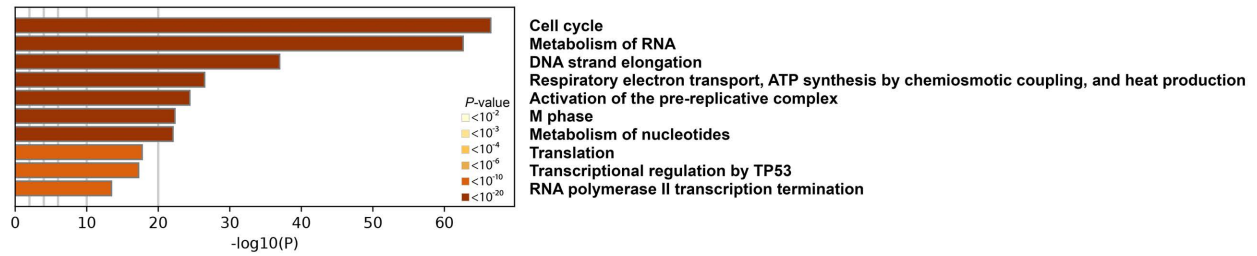 Cell cycle
Metabolism of RNA
DNA strand elongation
Respiratory electron transport, ATP synthesis by chemiosmotic coupling, and heat production
Activation of the pre-replicative complex
M phase
Metabolism of nucleotides
Translation
Transcriptional regulation by TP53
RNA polymerase II transcription termination
P-value
<10^-2
<10^-3
<10^-4
<10^-6
<10^-10
<10^-20
0 10 20 30 40 50 60
-log10(P)